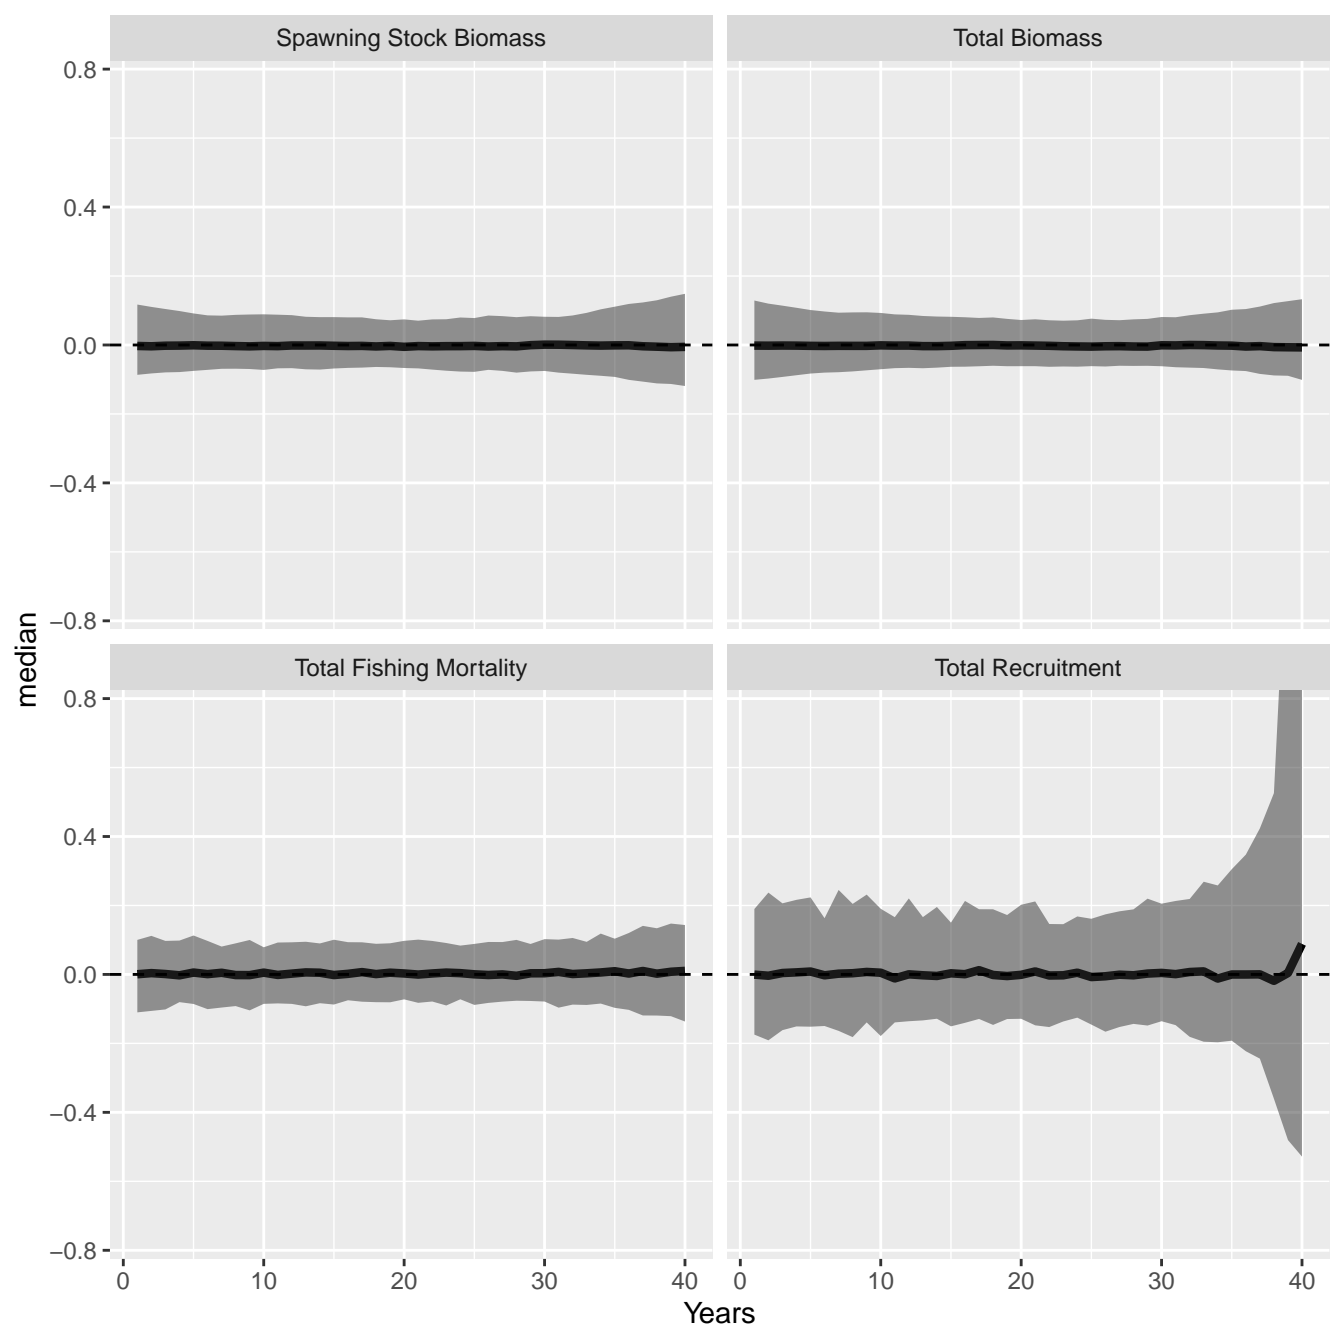 Spawning Stock Biomass
Total Biomass
0.8
0.4
0.0
−0.4
−0.8
median
Total Fishing Mortality
Total Recruitment
0.8
0.4
0.0
−0.4
−0.8
0 10 20 30 40
0 10 20 30 40
Years